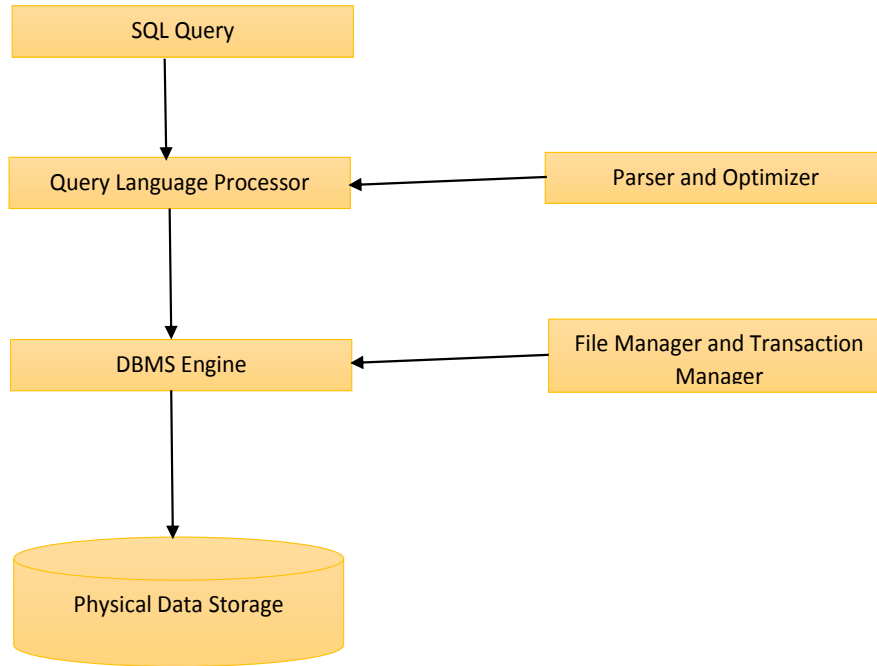 SQL Query
Query Language Processor
Parser and Optimizer
DBMS Engine
File Manager and Transaction
Manager
Physical Data Storage